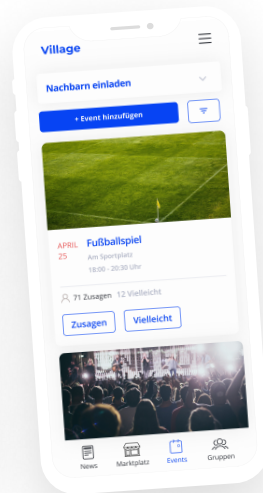 Village
Nachbarn einladen
+ Event hinzufügen
APRIL
25
Fußballspiel
Am Sportplatz
18:00 - 20:30 Uhr
71 Zusagen 12 Vielleicht
Zusagen Vielleicht
News Marktplatz Events Gruppen